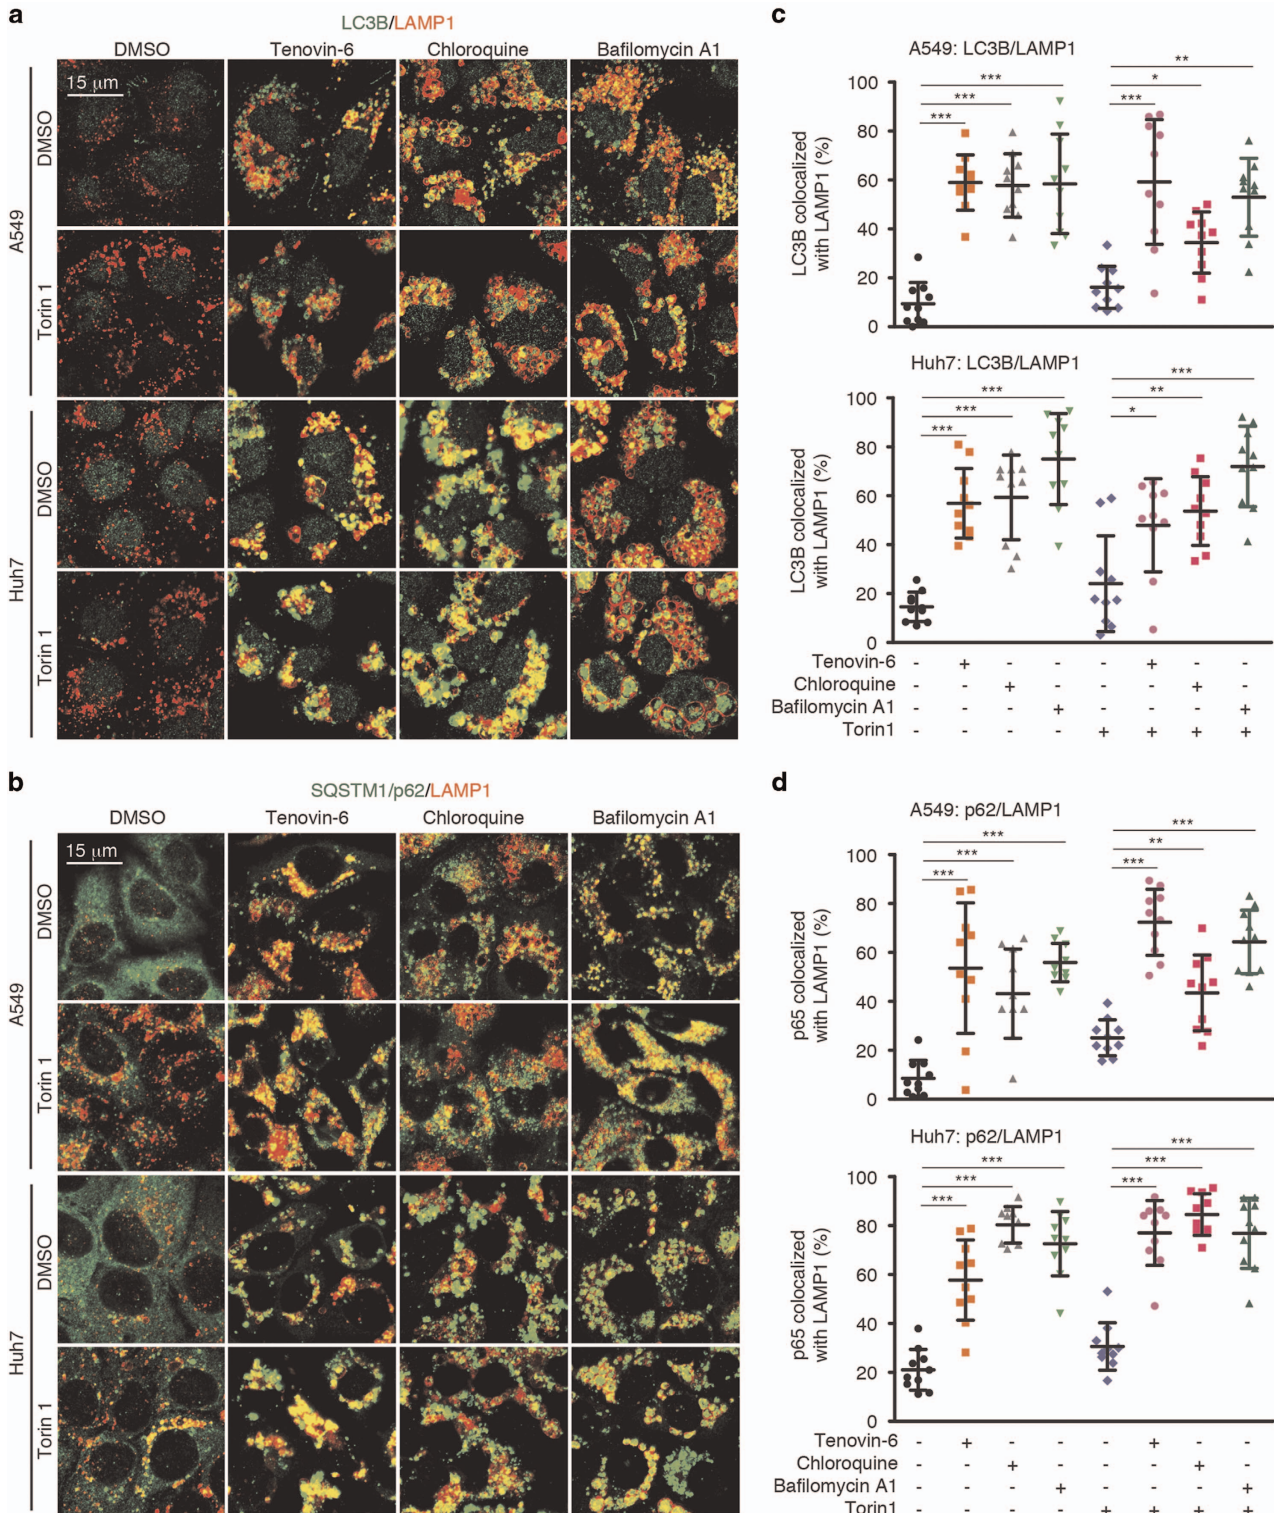 a
LC3B/LAMP1
DMSO Tenovin-6 Chloroquine Bafilomycin A1
15 μm
A549
DMSO
Torin 1
Huh7
DMSO
Torin 1
b
SQSTM1/p62/LAMP1
DMSO Tenovin-6 Chloroquine Bafilomycin A1
15 μm
A549
DMSO
Torin 1
Huh7
DMSO
Torin 1
c
A549: LC3B/LAMP1
LC3B colocalized
with LAMP1 (%)
100
80
60
40
20
0
***
***
***
***
*
**
Huh7: LC3B/LAMP1
LC3B colocalized
with LAMP1 (%)
100
80
60
40
20
0
***
***
***
*
**
***
Tenovin-6 - + - - - + - -
Chloroquine - - + - - - + -
Bafilomycin A1 - - - + - - - +
Torin1 - - - - + + + +
d
A549: p62/LAMP1
p65 colocalized
with LAMP1 (%)
100
80
60
40
20
0
***
***
***
***
**
***
Huh7: p62/LAMP1
p65 colocalized
with LAMP1 (%)
100
80
60
40
20
0
***
***
***
***
***
***
Tenovin-6 - + - - - + - -
Chloroquine - - + - - - + -
Bafilomycin A1 - - - + - - - +
Torin1 - - - - + + + +